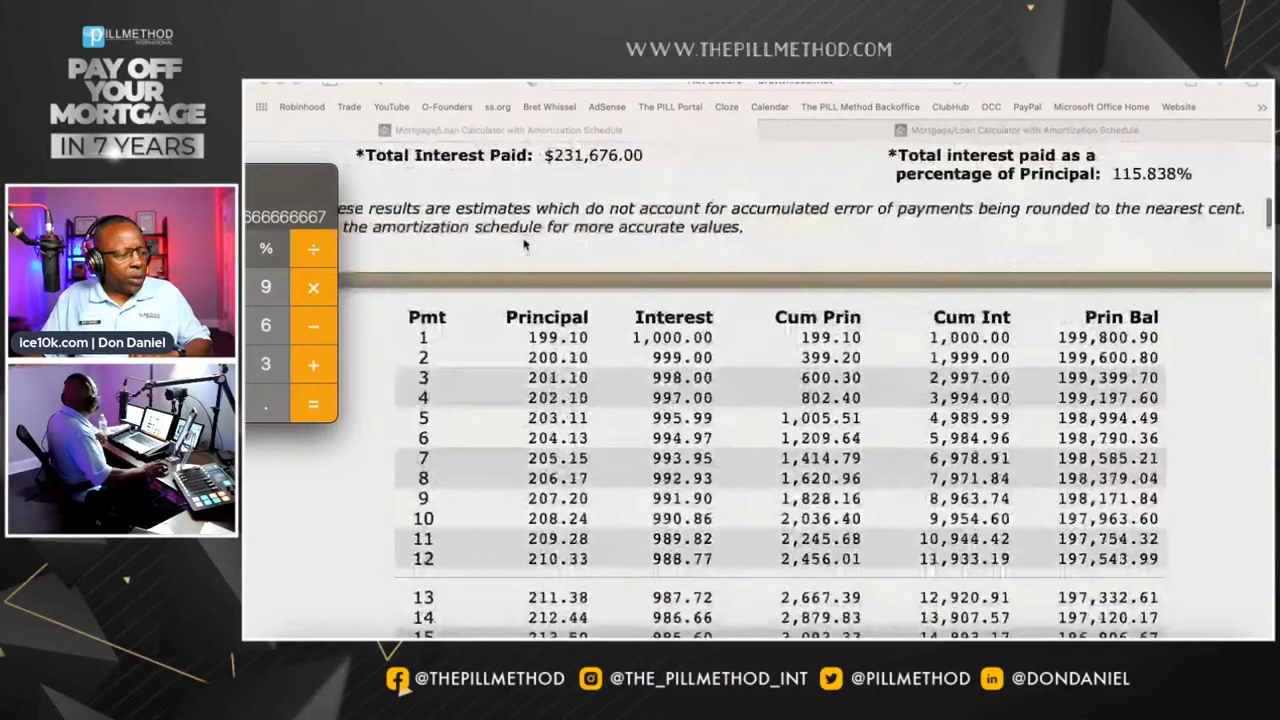 PILLMETHOD
INTERNATIONAL
PAY OFF
YOUR
MORTGAGE
IN 7 YEARS
WWW.THEPILLMETHOD.COM
Robinhood Trade YouTube O-Founders ss.org Bret Whissel AdSense The PILL Portal Cloze Calendar The PILL Method Backoffice ClubHub OCC PayPal Microsoft Office Home Website
Mortgage/Loan Calculator with Amortization Schedule Mortgage/Loan Calculator with Amortization Schedule
*Total Interest Paid: $231,676.00 *Total interest paid as a
percentage of Principal: 115.838%
ese results are estimates which do not account for accumulated error of payments being rounded to the nearest cent.
the amortization schedule for more accurate values.
666666667
% ÷
9 ×
6 −
3 +
. =
Pmt Principal Interest Cum Prin Cum Int Prin Bal
1 199.10 1,000.00 199.10 1,000.00 199,800.90
2 200.10 999.00 399.20 1,999.00 199,600.80
3 201.10 998.00 600.30 2,997.00 199,399.70
4 202.10 997.00 802.40 3,994.00 199,197.60
5 203.11 995.99 1,005.51 4,989.99 198,994.49
6 204.13 994.97 1,209.64 5,984.96 198,790.36
7 205.15 993.95 1,414.79 6,978.91 198,585.21
8 206.17 992.93 1,620.96 7,971.84 198,379.04
9 207.20 991.90 1,828.16 8,963.74 198,171.84
10 208.24 990.86 2,036.40 9,954.60 197,963.60
11 209.28 989.82 2,245.68 10,944.42 197,754.32
12 210.33 988.77 2,456.01 11,933.19 197,543.99
13 211.38 987.72 2,667.39 12,920.91 197,332.61
14 212.44 986.66 2,879.83 13,907.57 197,120.17
ice10k.com | Don Daniel
@THEPILLMETHOD @THE_PILLMETHOD_INT @PILLMETHOD @DONDANIEL